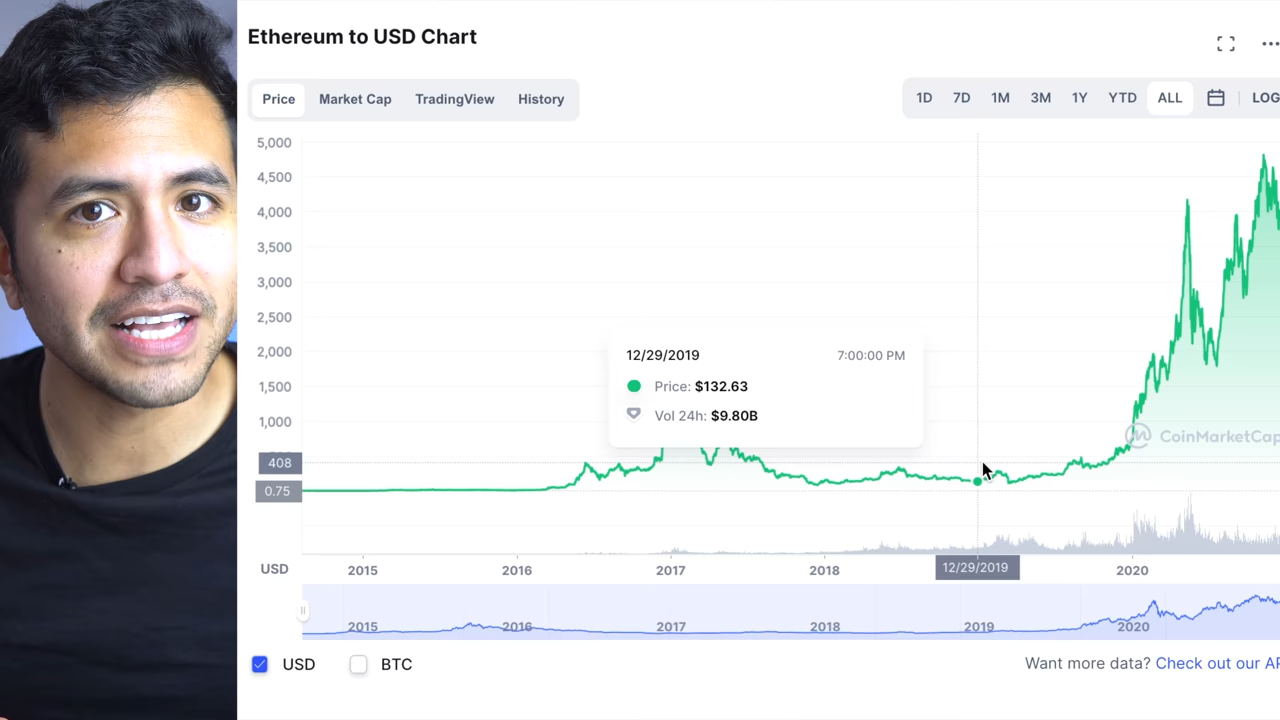 Ethereum to USD Chart
Price Market Cap TradingView History
1D 7D 1M 3M 1Y YTD ALL LOG
5,000
4,500
4,000
3,500
3,000
2,500
2,000
1,500
1,000
408
0.75
12/29/2019 7:00:00 PM
Price: $132.63
Vol 24h: $9.80B
CoinMarketCap
USD 2015 2016 2017 2018 12/29/2019 2020
2015 2016 2017 2018 2019 2020
USD BTC
Want more data? Check out our AP